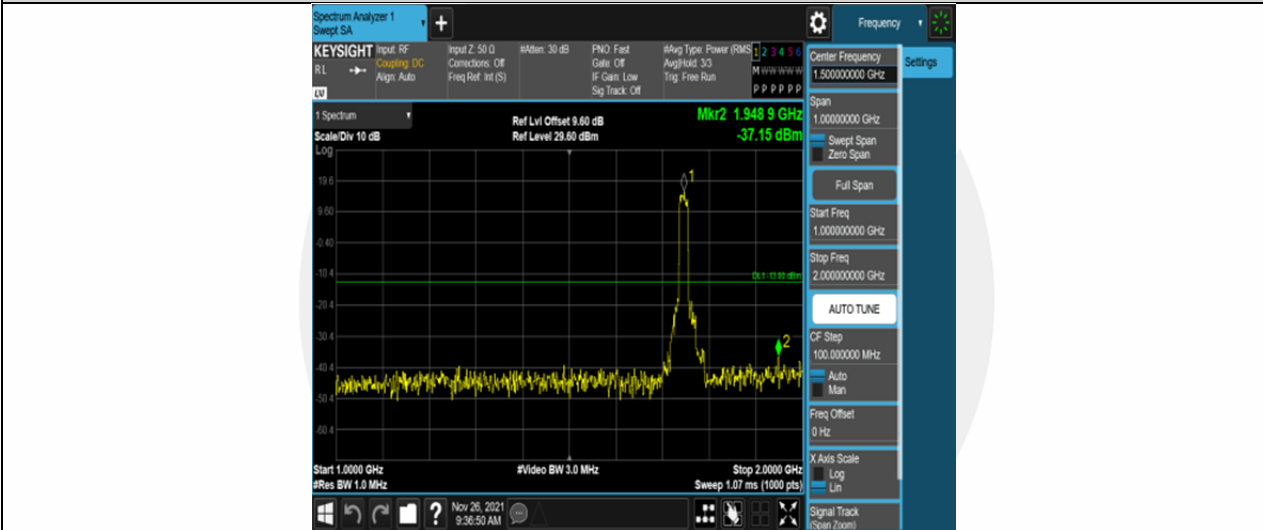 Spectrum Analyzer 1
Swept SA
+
Frequency
KEYSIGHT
RL
LV
Input: RF
Coupling: DC
Align: Auto
Input Z: 50 Ω
Corrections: Off
Freq Ref: Int (S)
#Atten: 30 dB
PNO: Fast
Gate: Off
IF Gain: Low
Sig Track: Off
#Avg Type: Power (RMS
Avg|Hold: 3/3
Trig: Free Run
1 2 3 4 5 6
M W W W W W
P P P P P P
1 Spectrum
Scale/Div 10 dB
Log
Ref Lvl Offset 9.60 dB
Ref Level 29.60 dBm
Mkr2 1.948 9 GHz
-37.15 dBm
19.6
9.60
-0.40
-10.4
-20.4
-30.4
-40.4
-50.4
-60.4
1
DL1 -13.00 dBm
2
Start 1.0000 GHz
#Res BW 1.0 MHz
#Video BW 3.0 MHz
Stop 2.0000 GHz
Sweep 1.07 ms (1000 pts)
Center Frequency
1.500000000 GHz
Span
1.00000000 GHz
Swept Span
Zero Span
Full Span
Start Freq
1.000000000 GHz
Stop Freq
2.000000000 GHz
AUTO TUNE
CF Step
100.000000 MHz
Auto
Man
Freq Offset
0 Hz
X Axis Scale
Log
Lin
Signal Track
(Span Zoom)
Settings
?
Nov 26, 2021
9:36:50 AM